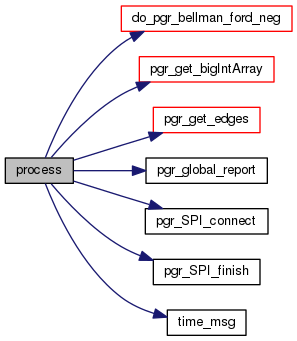 do_pgr_bellman_ford_neg
pgr_get_bigIntArray
pgr_get_edges
process
pgr_global_report
pgr_SPI_connect
pgr_SPI_finish
time_msg